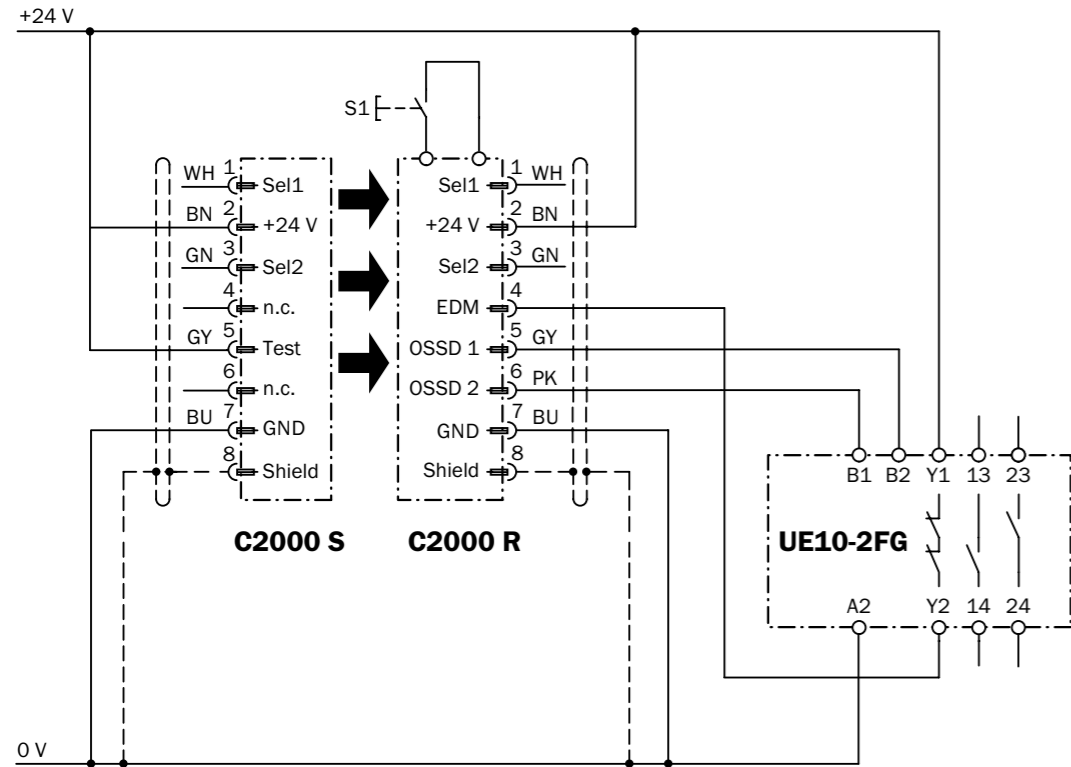 +24 V
S1
WH 1 Sel1
BN 2 +24 V
GN 3 Sel2
4 n.c.
GY 5 Test
6 n.c.
BU 7 GND
8 Shield
C2000 S
Sel1 1 WH
+24 V 2 BN
Sel2 3 GN
EDM 4
OSSD 1 5 GY
OSSD 2 6 PK
GND 7 BU
Shield 8
C2000 R
B1 B2 Y1 13 23
UE10-2FG
A2 Y2 14 24
0 V